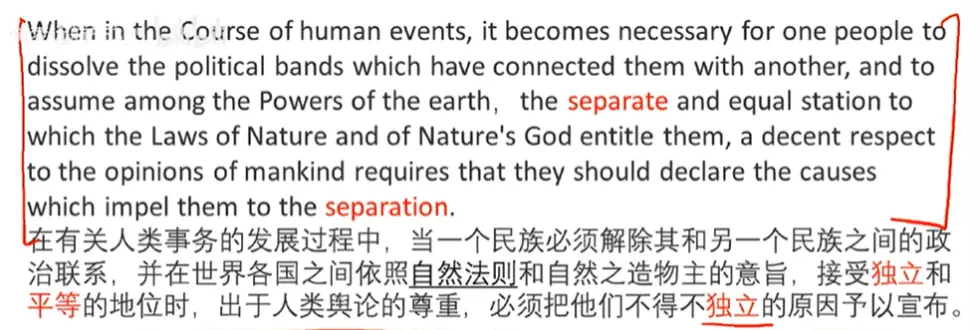 When in the Course of human events, it becomes necessary for one people to
dissolve the political bands which have connected them with another, and to
assume among the Powers of the earth, the separate and equal station to
which the Laws of Nature and of Nature's God entitle them, a decent respect
to the opinions of mankind requires that they should declare the causes
which impel them to the separation.
在有关人类事务的发展过程中，当一个民族必须解除其和另一个民族之间的政
治联系，并在世界各国之间依照自然法则和自然之造物主的意旨，接受独立和
平等的地位时，出于人类舆论的尊重，必须把他们不得不独立的原因予以宣布。